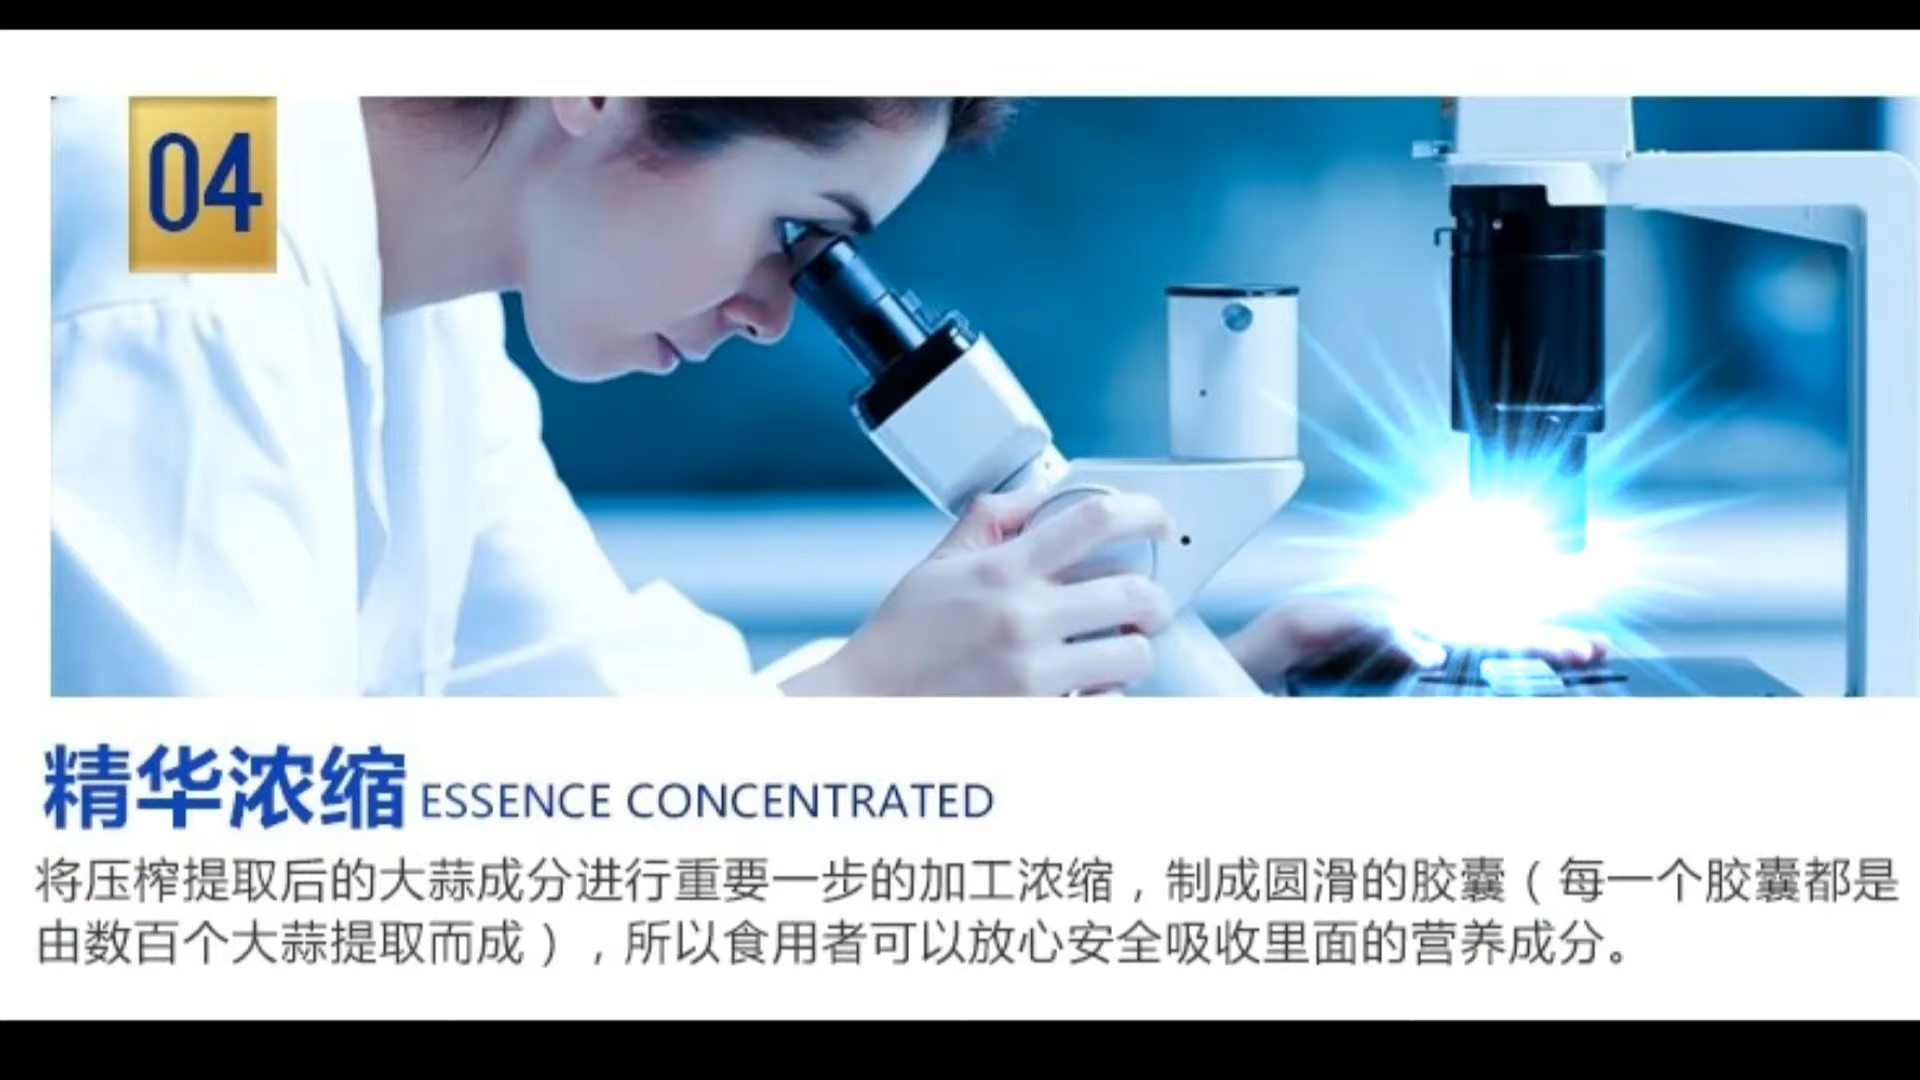 04
精华浓缩 ESSENCE CONCENTRATED
将压榨提取后的大蒜成分进行重要一步的加工浓缩，制成圆滑的胶囊（每一个胶囊都是
由数百个大蒜提取而成），所以食用者可以放心安全吸收里面的营养成分。